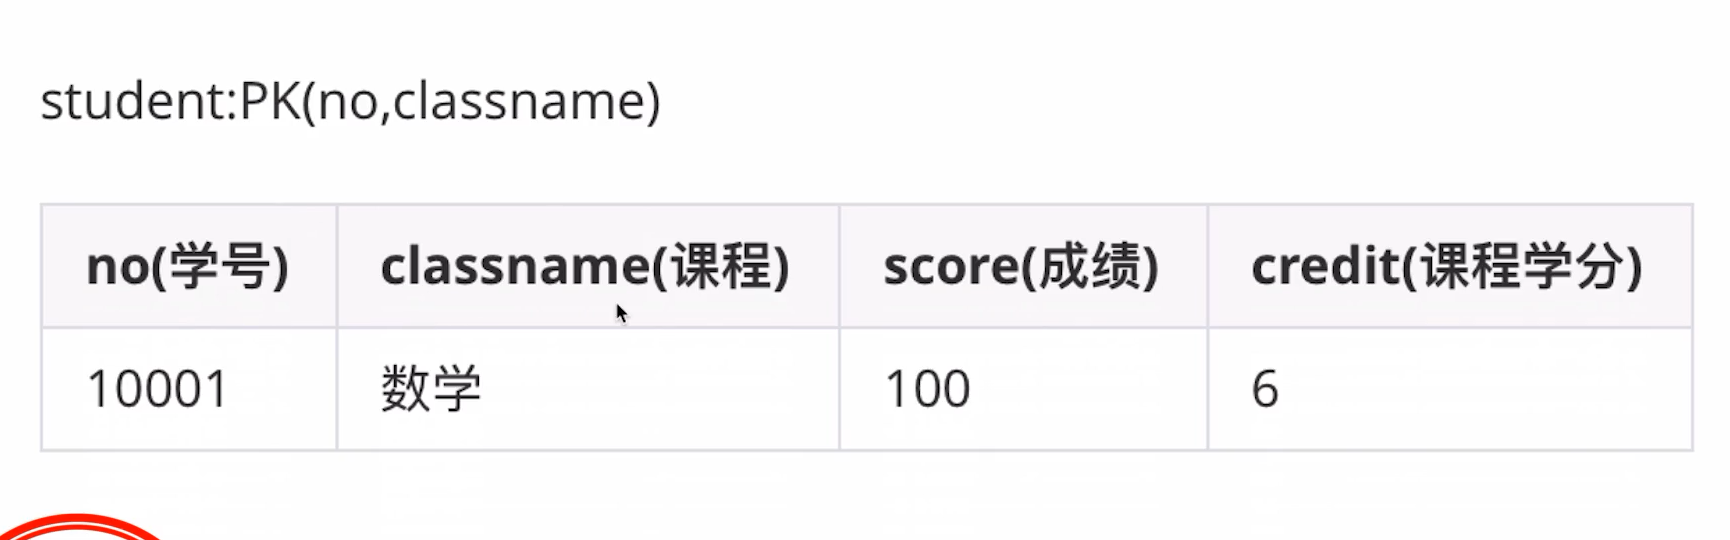 student:PK(no,classname)
no(学号) classname(课程) score(成绩) credit(课程学分)
10001 数学 100 6